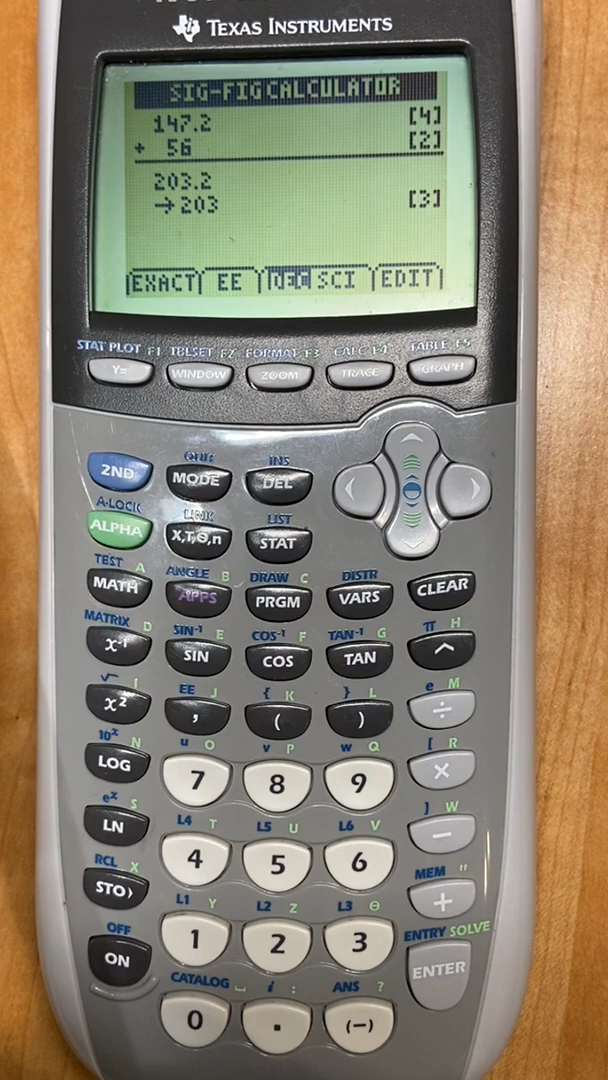 TEXAS INSTRUMENTS
SIG-FIG CALCULATOR
147.2 [4]
+ 56 [2]
203.2
→203 [3]
EXACT EE DEC SCI EDIT
STAT PLOT F1 TBLSET F2 FORMAT F3 CALC F4 TABLE F5
Y= WINDOW ZOOM TRACE GRAPH
QUIT INS
2ND MODE DEL
A-LOCK LINK LIST
ALPHA X,T,Θ,n STAT
TEST A ANGLE B DRAW C DISTR
MATH APPS PRGM VARS CLEAR
MATRIX D SIN⁻¹ E COS⁻¹ F TAN⁻¹ G π H
x⁻¹ SIN COS TAN ^
√ I EE J { K } L e M
x² , ( ) ÷
10ˣ N u O v P w Q [ R
LOG 7 8 9 ×
eˣ S L4 T L5 U L6 V ] W
LN 4 5 6 −
RCL X L1 Y L2 Z L3 Θ MEM "
STO› 1 2 3 +
OFF CATALOG ⎵ i : ANS ? ENTRY SOLVE
ON 0 . (−) ENTER